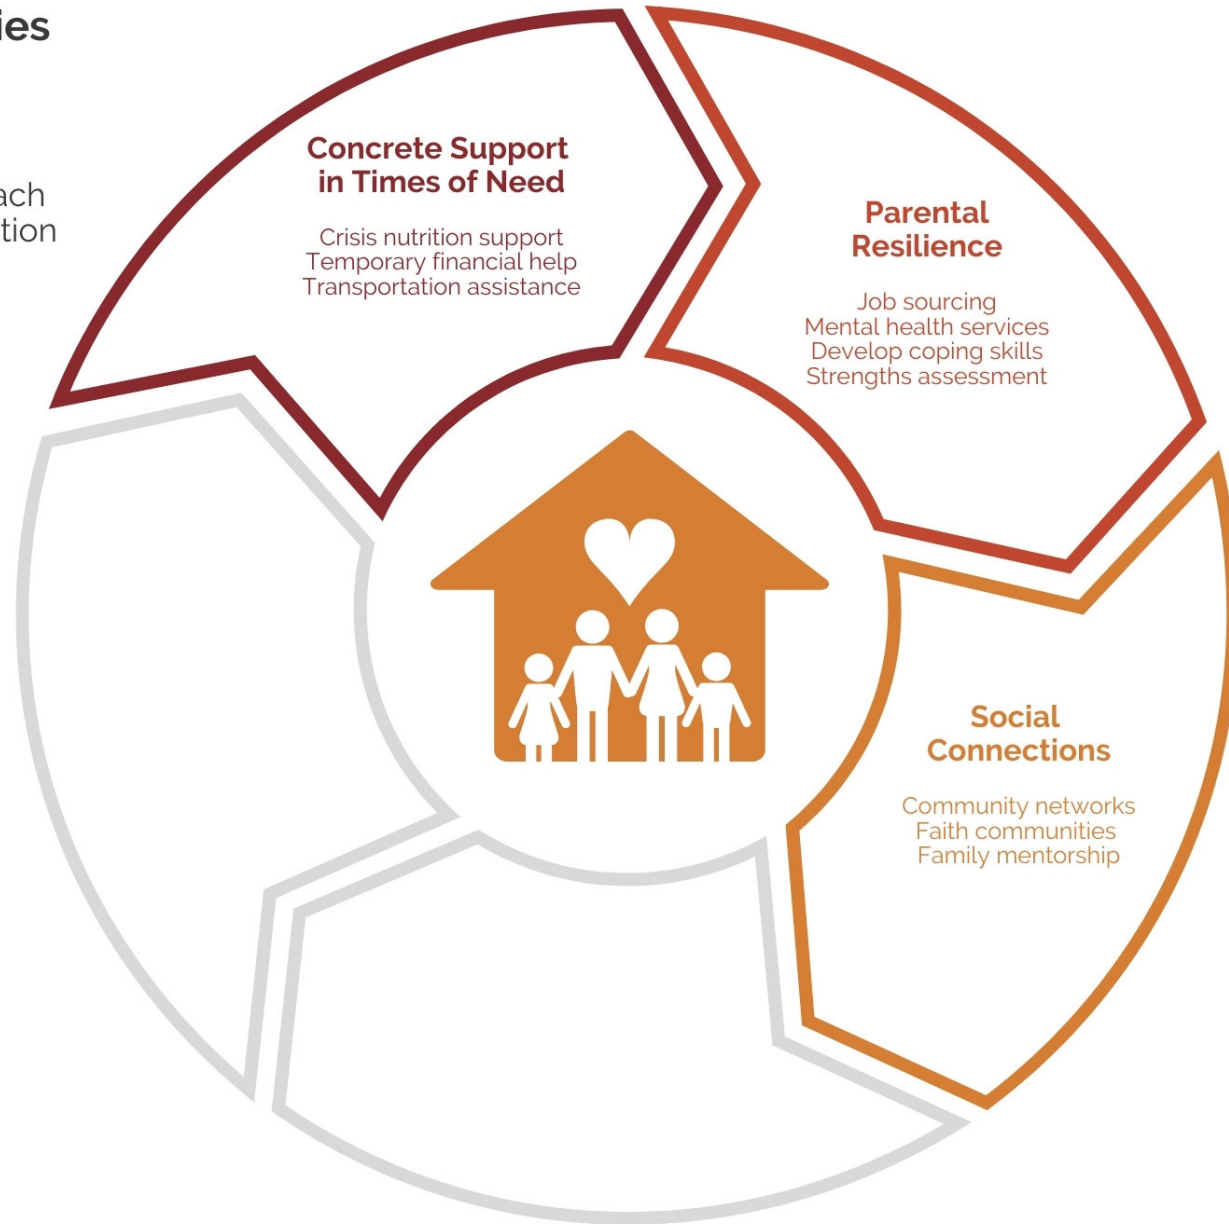 ies
ach
tion
Concrete Support
in Times of Need
Crisis nutrition support
Temporary financial help
Transportation assistance
Parental
Resilience
Job sourcing
Mental health services
Develop coping skills
Strengths assessment
Social
Connections
Community networks
Faith communities
Family mentorship